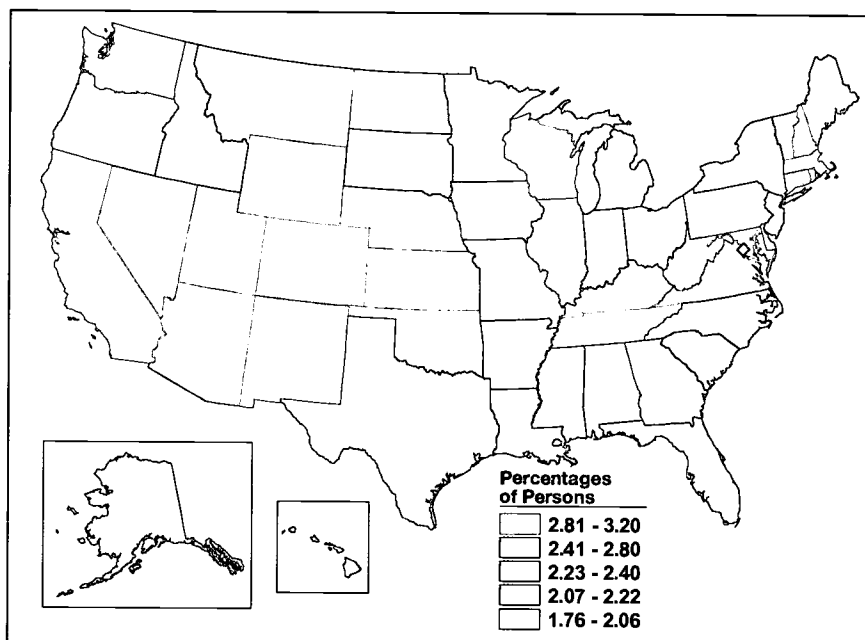 Percentages
of Persons
2.81 - 3.20
2.41 - 2.80
2.23 - 2.40
2.07 - 2.22
1.76 - 2.06